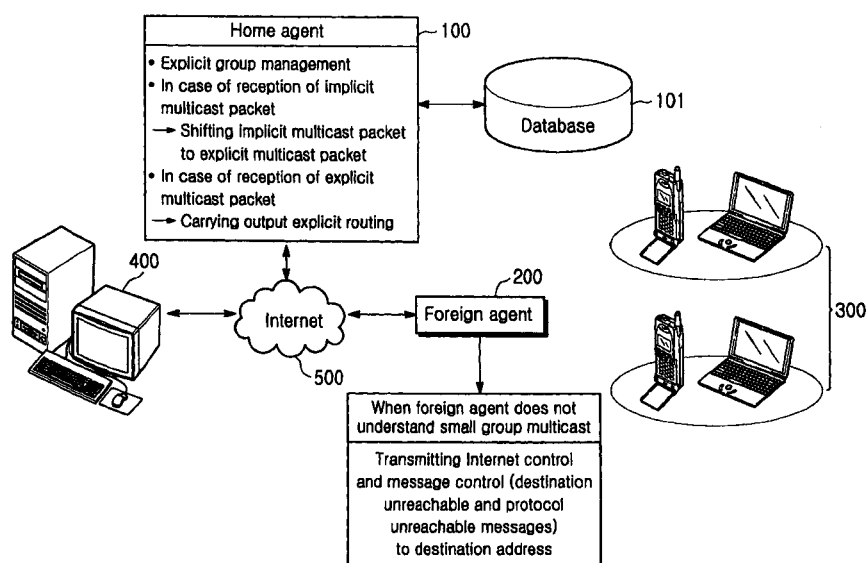 Home agent
100
• Explicit group management
• In case of reception of implicit
multicast packet
→ Shifting implicit multicast packet
to explicit multicast packet
• In case of reception of explicit
multicast packet
→ Carrying output explicit routing
Database
101
400
Internet
500
200
Foreign agent
300
When foreign agent does not
understand small group multicast
Transmitting Internet control
and message control (destination
unreachable and protocol
unreachable messages)
to destination address